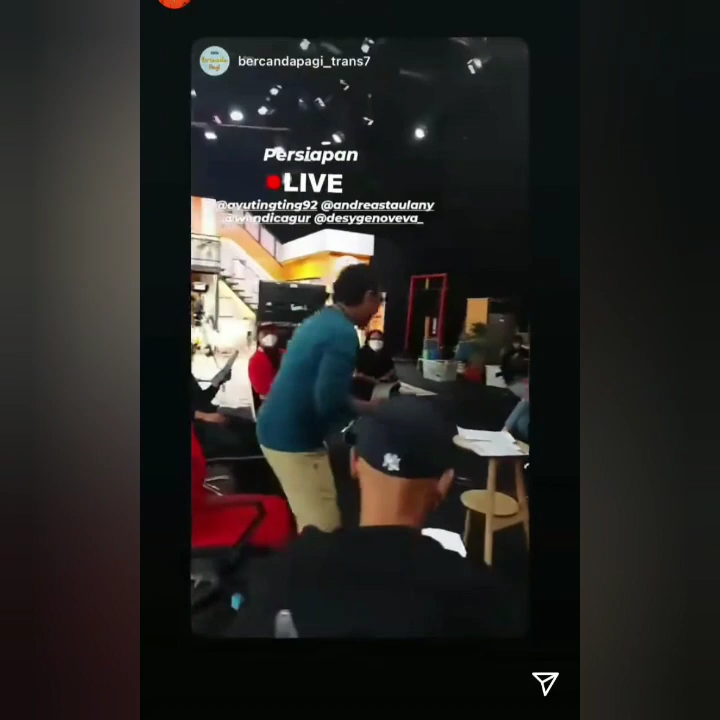 bercandapagi_trans7
Persiapan
LIVE
@ayutingting92 @andreastaulany
@wendicagur @desygenoveva_